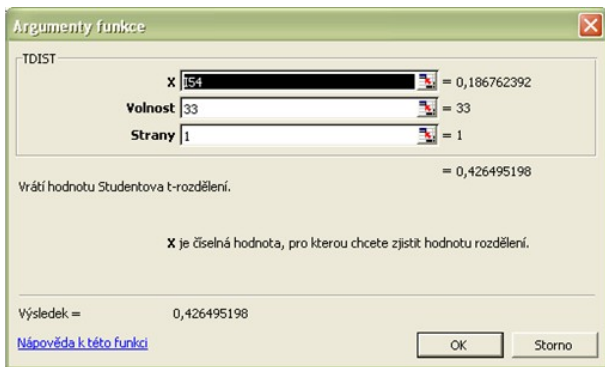 Argumenty funkce
TDIST
X I54 = 0,186762392
Volnost 33 = 33
Strany 1 = 1
= 0,426495198
Vrátí hodnotu Studentova t-rozdělení.
X je číselná hodnota, pro kterou chcete zjistit hodnotu rozdělení.
Výsledek = 0,426495198
Nápověda k této funkci OK Storno